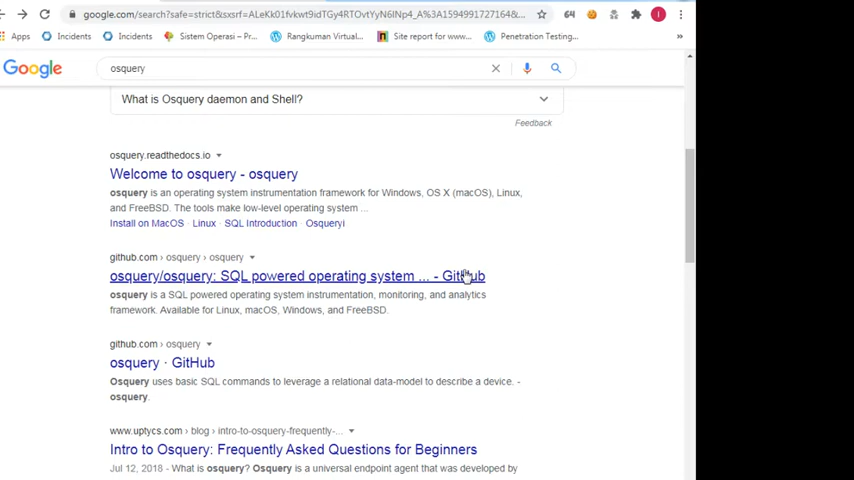 google.com/search?safe=strict&sxsrf=ALeKk01fvkwt9idTGy4RTOvtYyN6INp4_A%3A1594991727164&...
Apps Incidents Incidents Sistem Operasi – Pr... Rangkuman Virtual... Site report for www... Penetration Testing...
Google osquery
What is Osquery daemon and Shell?
Feedback
osquery.readthedocs.io
Welcome to osquery - osquery
osquery is an operating system instrumentation framework for Windows, OS X (macOS), Linux,
and FreeBSD. The tools make low-level operating system ...
Install on MacOS · Linux · SQL Introduction · Osqueryi
github.com › osquery › osquery
osquery/osquery: SQL powered operating system ... - GitHub
osquery is a SQL powered operating system instrumentation, monitoring, and analytics
framework. Available for Linux, macOS, Windows, and FreeBSD.
github.com › osquery
osquery · GitHub
Osquery uses basic SQL commands to leverage a relational data-model to describe a device. -
osquery.
www.uptycs.com › blog › intro-to-osquery-frequently-...
Intro to Osquery: Frequently Asked Questions for Beginners
Jul 12, 2018 - What is osquery? Osquery is a universal endpoint agent that was developed by